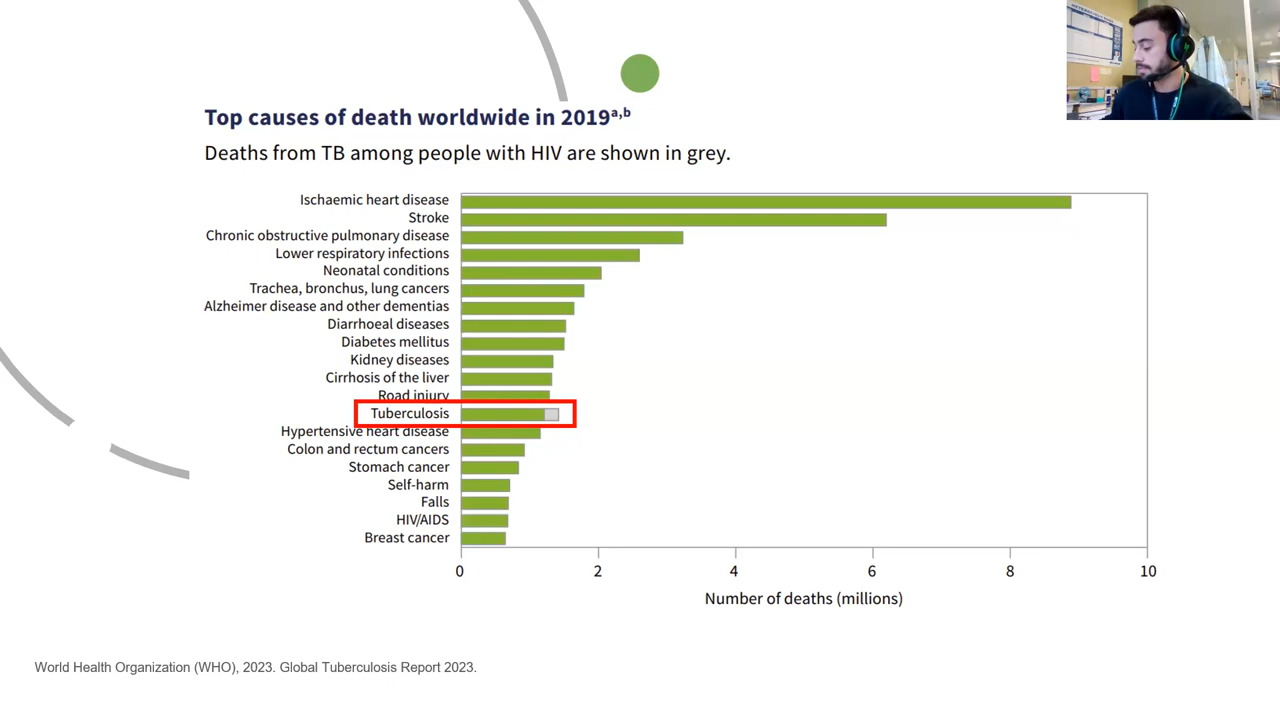 Top causes of death worldwide in 2019a,b
Deaths from TB among people with HIV are shown in grey.
Ischaemic heart disease
Stroke
Chronic obstructive pulmonary disease
Lower respiratory infections
Neonatal conditions
Trachea, bronchus, lung cancers
Alzheimer disease and other dementias
Diarrhoeal diseases
Diabetes mellitus
Kidney diseases
Cirrhosis of the liver
Road injury
Tuberculosis
Hypertensive heart disease
Colon and rectum cancers
Stomach cancer
Self-harm
Falls
HIV/AIDS
Breast cancer
0 2 4 6 8 10
Number of deaths (millions)
World Health Organization (WHO), 2023. Global Tuberculosis Report 2023.